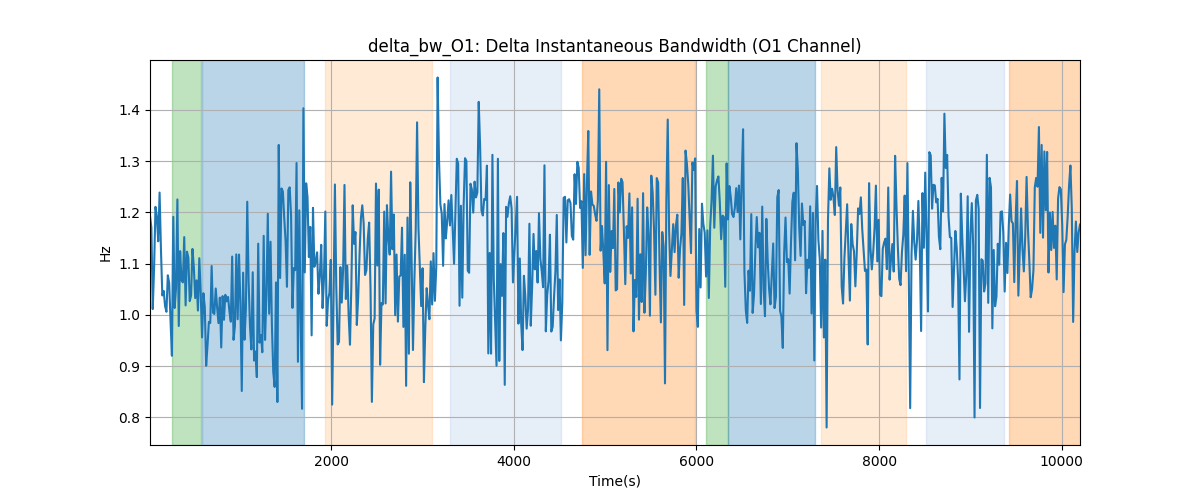 delta_bw_O1: Delta Instantaneous Bandwidth (O1 Channel)
1.4
1.3
1.2
1.1
1.0
0.9
0.8
Hz
2000 4000 6000 8000 10000
Time(s)